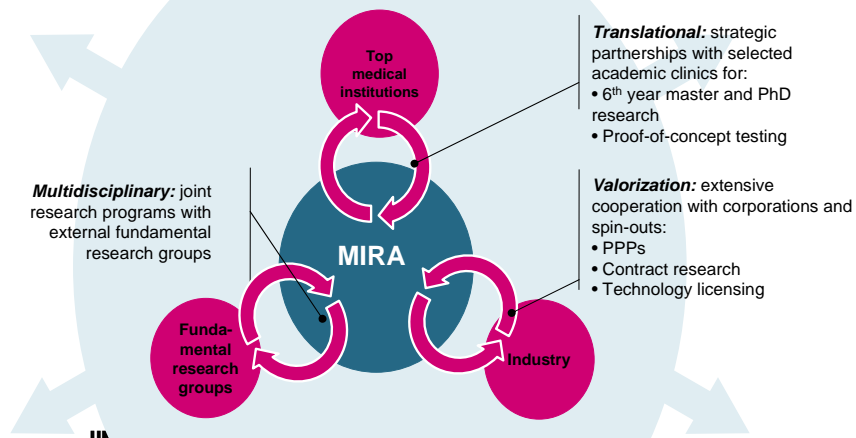 Top
medical
institutions
Translational: strategic
partnerships with selected
academic clinics for:
• 6th year master and PhD
research
• Proof-of-concept testing
Multidisciplinary: joint
research programs with
external fundamental
research groups
MIRA
Valorization: extensive
cooperation with corporations and
spin-outs:
• PPPs
• Contract research
• Technology licensing
Funda-
mental
research
groups
Industry